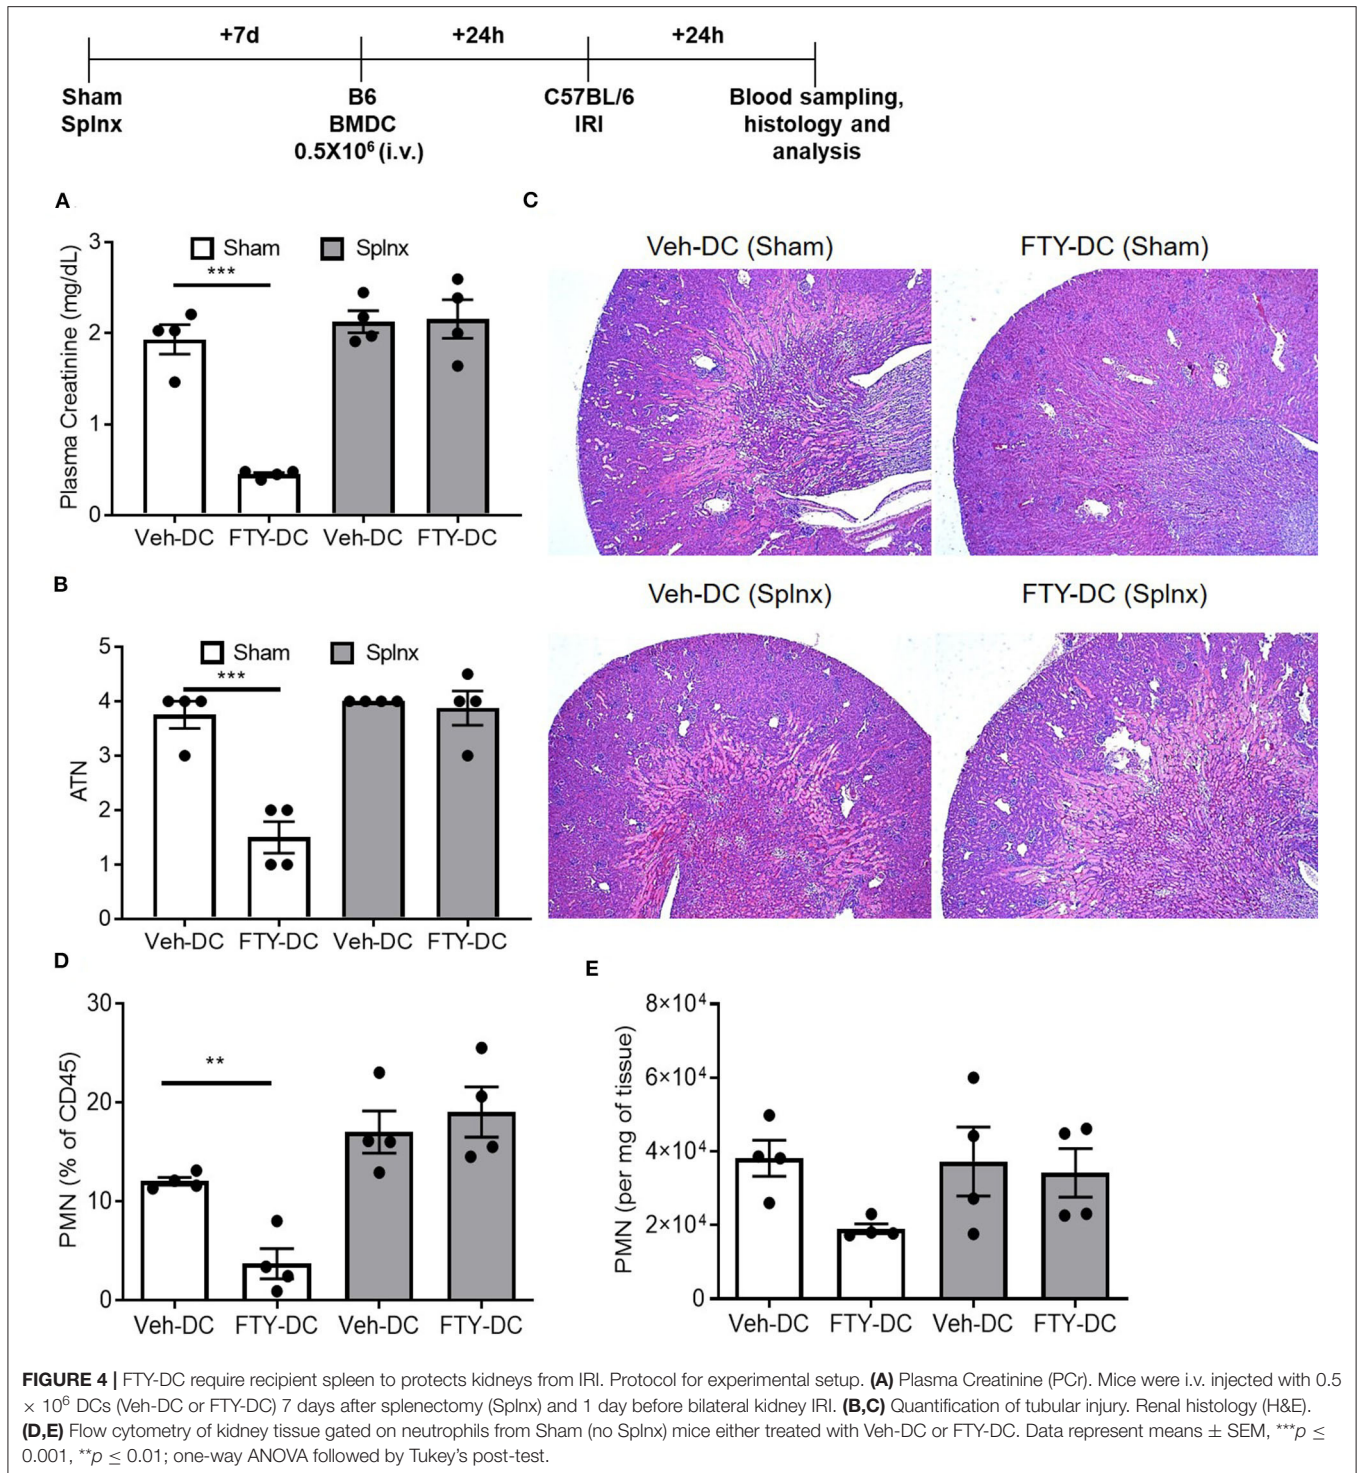 +7d +24h +24h
Sham B6 C57BL/6 Blood sampling,
Splnx BMDC IRI histology and
0.5X10⁶ (i.v.) analysis
A
Plasma Creatinine (mg/dL)
Sham Splnx
***
3
2
1
0
Veh-DC FTY-DC Veh-DC FTY-DC
B
ATN
Sham Splnx
***
5
4
3
2
1
0
Veh-DC FTY-DC Veh-DC FTY-DC
C
Veh-DC (Sham) FTY-DC (Sham)
Veh-DC (Splnx) FTY-DC (Splnx)
D
PMN (% of CD45)
**
30
20
10
0
Veh-DC FTY-DC Veh-DC FTY-DC
E
PMN (per mg of tissue)
8×10⁴
6×10⁴
4×10⁴
2×10⁴
0
Veh-DC FTY-DC Veh-DC FTY-DC
FIGURE 4 | FTY-DC require recipient spleen to protects kidneys from IRI. Protocol for experimental setup. (A) Plasma Creatinine (PCr). Mice were i.v. injected with 0.5
× 10⁶ DCs (Veh-DC or FTY-DC) 7 days after splenectomy (Splnx) and 1 day before bilateral kidney IRI. (B,C) Quantification of tubular injury. Renal histology (H&E).
(D,E) Flow cytometry of kidney tissue gated on neutrophils from Sham (no Splnx) mice either treated with Veh-DC or FTY-DC. Data represent means ± SEM, ***p ≤
0.001, **p ≤ 0.01; one-way ANOVA followed by Tukey's post-test.